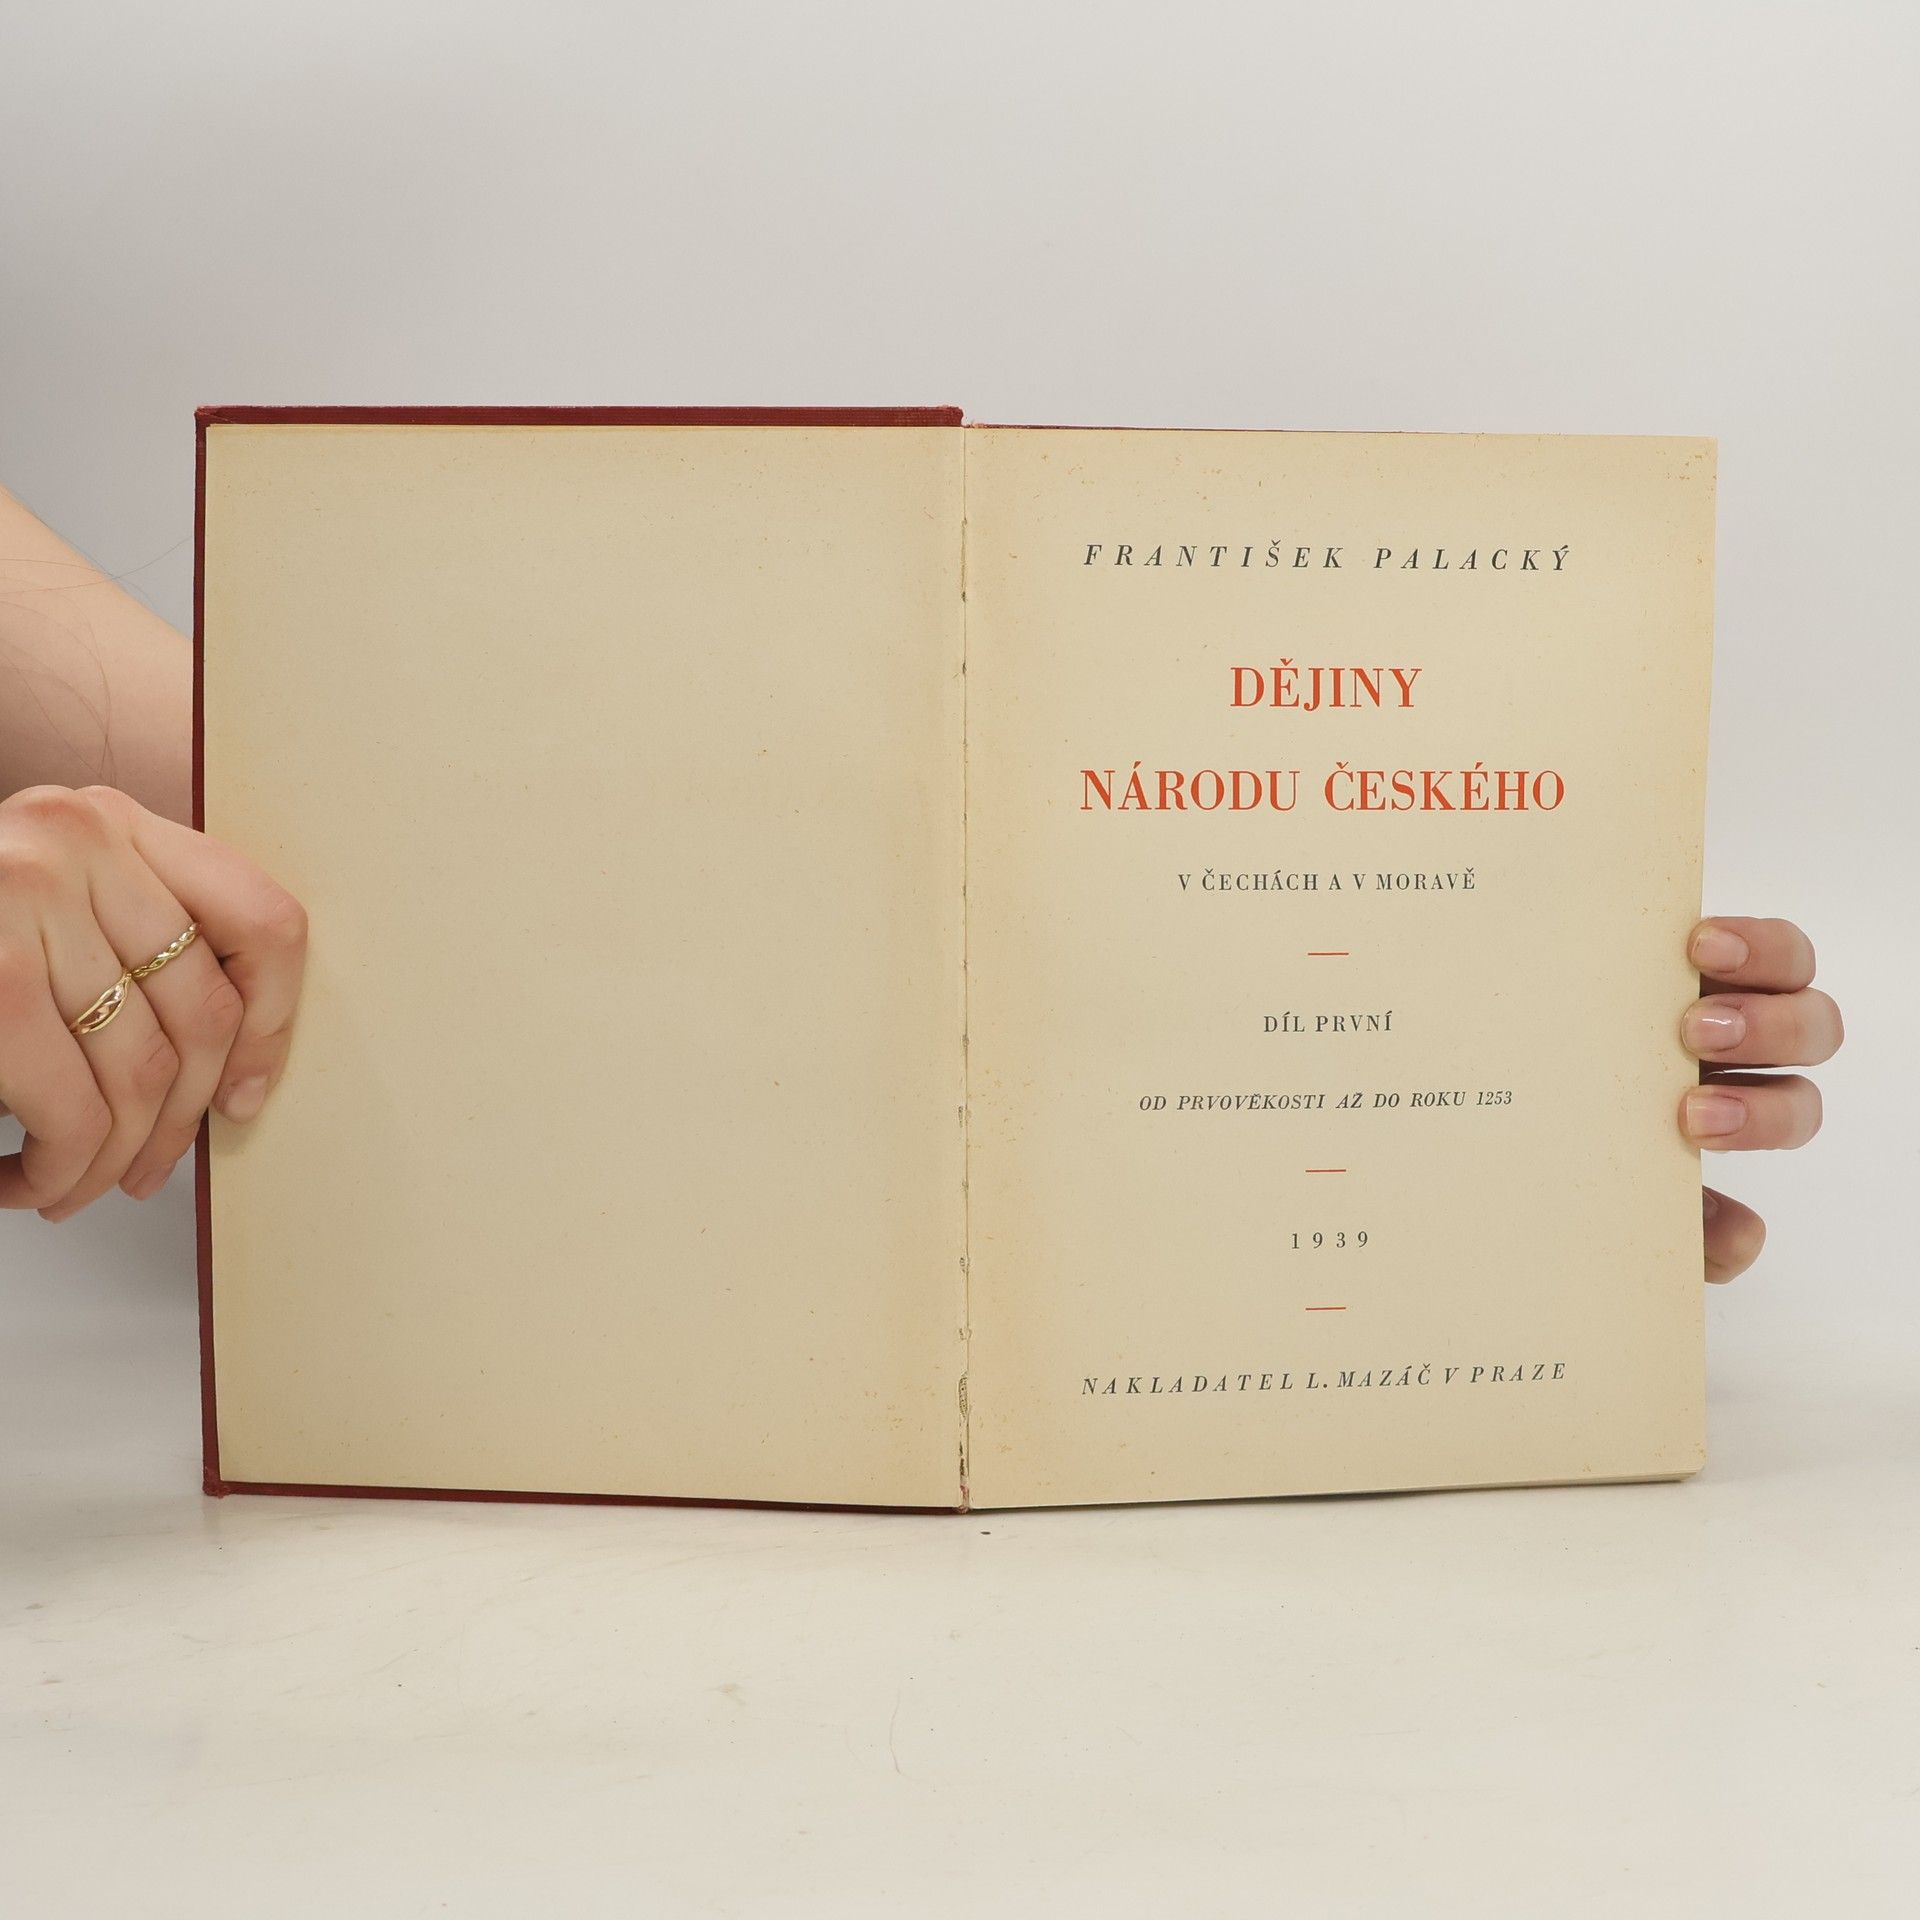 FRANTIŠEK PALACKÝ
DĚJINY
NÁRODU ČESKÉHO
V ČECHÁCH A V MORAVĚ
DÍL PRVNÍ
OD PRVOVĚKOSTI AŽ DO ROKU 1253
1939
NAKLADATEL L. MAZÁČ V PRAZE